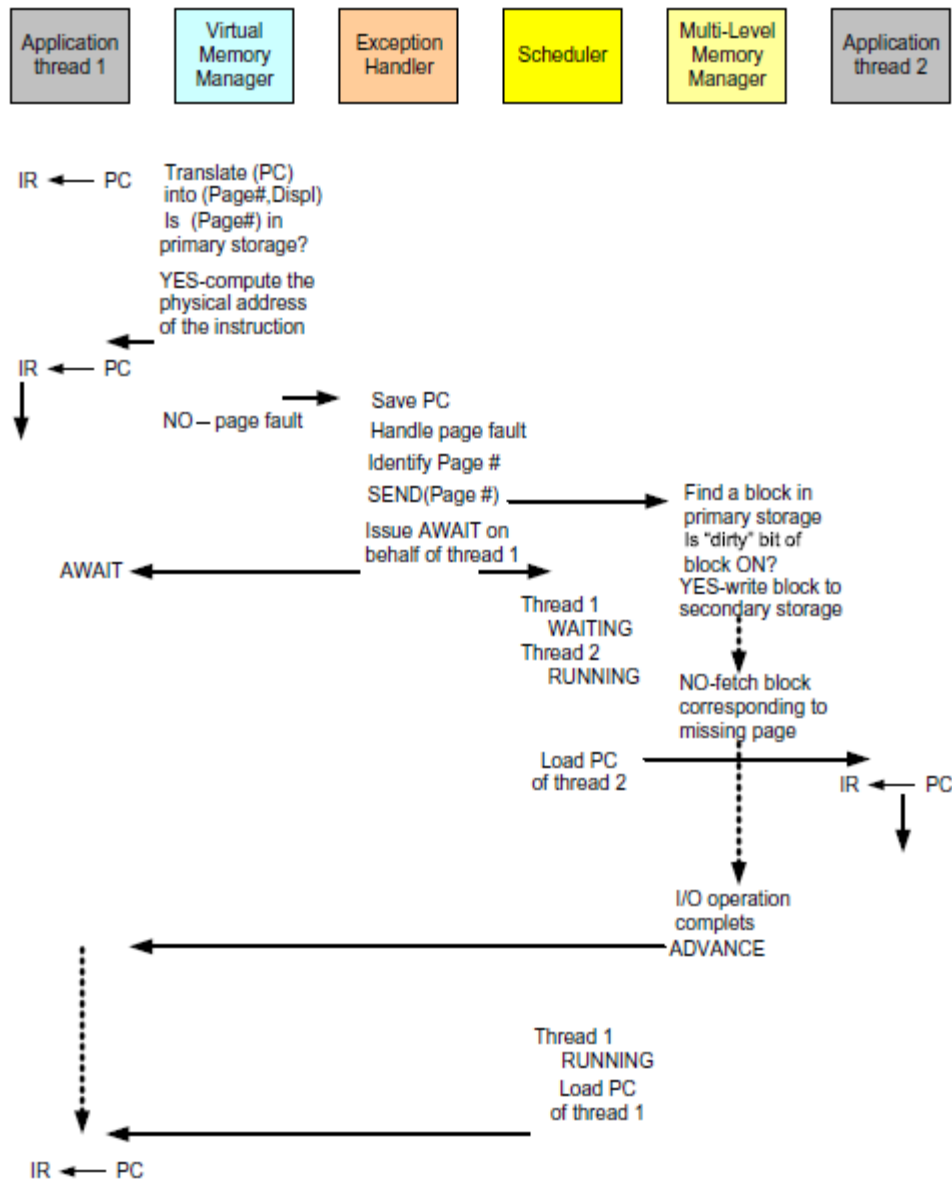 Application
thread 1
Virtual
Memory
Manager
Exception
Handler
Scheduler
Multi-Level
Memory
Manager
Application
thread 2
IR PC
Translate (PC)
into (Page#,Displ)
Is (Page#) in
primary storage?
YES-compute the
physical address
of the instruction
IR PC
NO – page fault
Save PC
Handle page fault
Identify Page #
SEND(Page #)
Issue AWAIT on
behalf of thread 1
AWAIT
Find a block in
primary storage
Is “dirty” bit of
block ON?
YES-write block to
secondary storage
Thread 1
WAITING
Thread 2
RUNNING
NO-fetch block
corresponding to
missing page
Load PC
of thread 2
IR PC
I/O operation
complets
ADVANCE
Thread 1
RUNNING
Load PC
of thread 1
IR PC